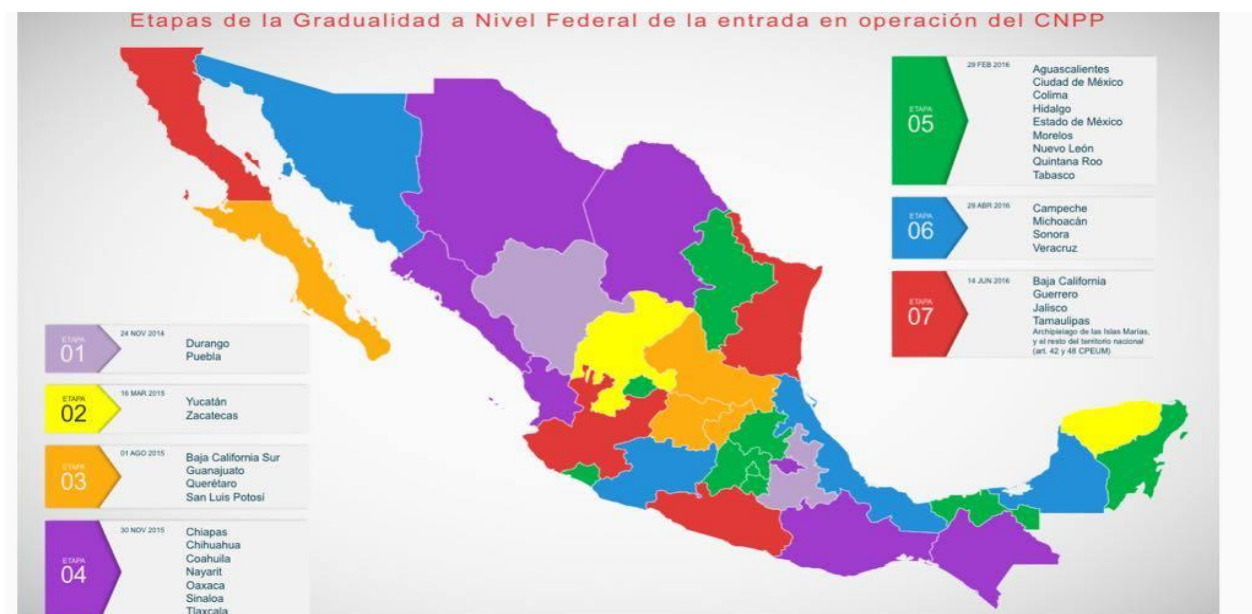 Etapas de la Gradualidad a Nivel Federal de la entrada en operación del CNPP
ETAPA
01
24 NOV 2014
Durango
Puebla
ETAPA
02
16 MAR 2015
Yucatán
Zacatecas
ETAPA
03
01 AGO 2015
Baja California Sur
Guanajuato
Querétaro
San Luis Potosí
ETAPA
04
30 NOV 2015
Chiapas
Chihuahua
Coahuila
Nayarit
Oaxaca
Sinaloa
Tlaxcala
ETAPA
05
29 FEB 2016
Aguascalientes
Ciudad de México
Colima
Hidalgo
Estado de México
Morelos
Nuevo León
Quintana Roo
Tabasco
ETAPA
06
29 ABR 2016
Campeche
Michoacán
Sonora
Veracruz
ETAPA
07
14 JUN 2016
Baja California
Guerrero
Jalisco
Tamaulipas
Archipielago de las Islas Marías,
y el resto del territorio nacional
(art. 42 y 48 CPEUM)